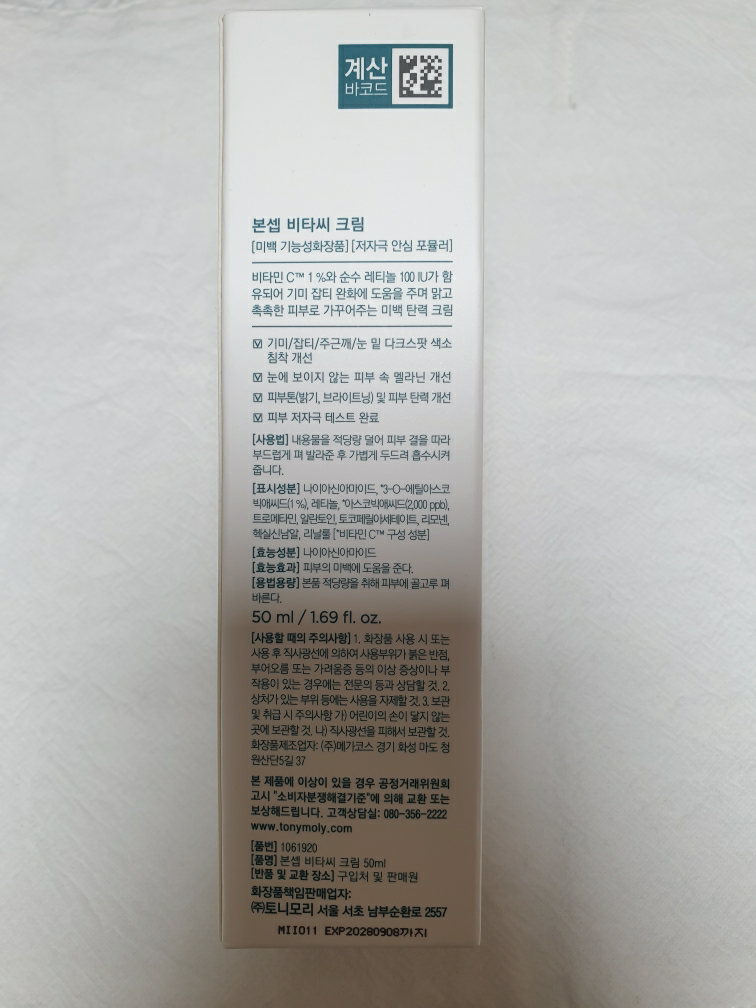 계산
바코드
본셉 비타씨 크림
[미백 기능성화장품] [저자극 안심 포뮬러]
비타민 C™ 1 %와 순수 레티놀 100 IU가 함
유되어 기미 잡티 완화에 도움을 주며 맑고
촉촉한 피부로 가꾸어주는 미백 탄력 크림
☑ 기미/잡티/주근깨/눈 밑 다크스팟 색소
침착 개선
☑ 눈에 보이지 않는 피부 속 멜라닌 개선
☑ 피부톤(밝기, 브라이트닝) 및 피부 탄력 개선
☑ 피부 저자극 테스트 완료
[사용법] 내용물을 적당량 덜어 피부 결을 따라
부드럽게 펴 발라준 후 가볍게 두드려 흡수시켜
줍니다.
[표시성분] 나이아신아마이드, *3-O-에틸아스코
빅애씨드(1 %), 레티놀, *아스코빅애씨드(2,000 ppb),
트로메타민, 알란토인, 토코페릴아세테이트, 리모넨,
헥실신남알, 리날룰 [*비타민 C™ 구성 성분]
[효능성분] 나이아신아마이드
[효능효과] 피부의 미백에 도움을 준다.
[용법용량] 본품 적당량을 취해 피부에 골고루 펴
바른다.
50 ml / 1.69 fl. oz.
[사용할 때의 주의사항] 1. 화장품 사용 시 또는
사용 후 직사광선에 의하여 사용부위가 붉은 반점,
부어오름 또는 가려움증 등의 이상 증상이나 부
작용이 있는 경우에는 전문의 등과 상담할 것. 2.
상처가 있는 부위 등에는 사용을 자제할 것. 3. 보관
및 취급 시 주의사항 가) 어린이의 손이 닿지 않는
곳에 보관할 것. 나) 직사광선을 피해서 보관할 것.
화장품제조업자: (주)메가코스 경기 화성 마도 청
원산단5길 37
본 제품에 이상이 있을 경우 공정거래위원회
고시 "소비자분쟁해결기준"에 의해 교환 또는
보상해드립니다. 고객상담실: 080-356-2222
www.tonymoly.com
[품번] 1061920
[품명] 본셉 비타씨 크림 50ml
[반품 및 교환 장소] 구입처 및 판매원
화장품책임판매업자:
㈜토니모리 서울 서초 남부순환로 2557
MII011 EXP20280908까지